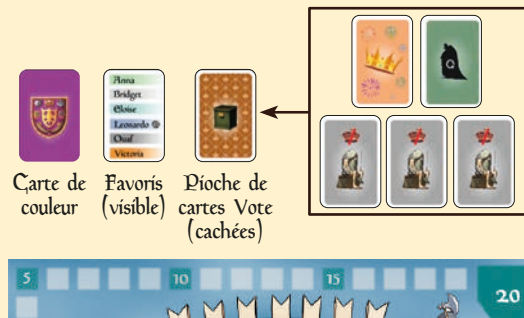 Anna
Bridget
Eloise
Leonardo
Oval
Victoria
Q
Carte de
couleur
Favoris
(visible)
Pioche de
cartes Vote
(cachées)
5
10
15
20